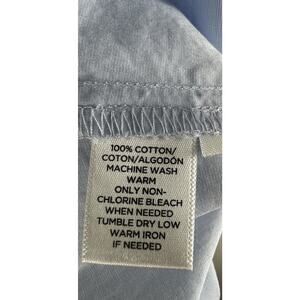 100% COTTON/
COTON/ALGODÓN
MACHINE WASH
WARM
ONLY NON-
CHLORINE BLEACH
WHEN NEEDED
TUMBLE DRY LOW
WARM IRON
IF NEEDED